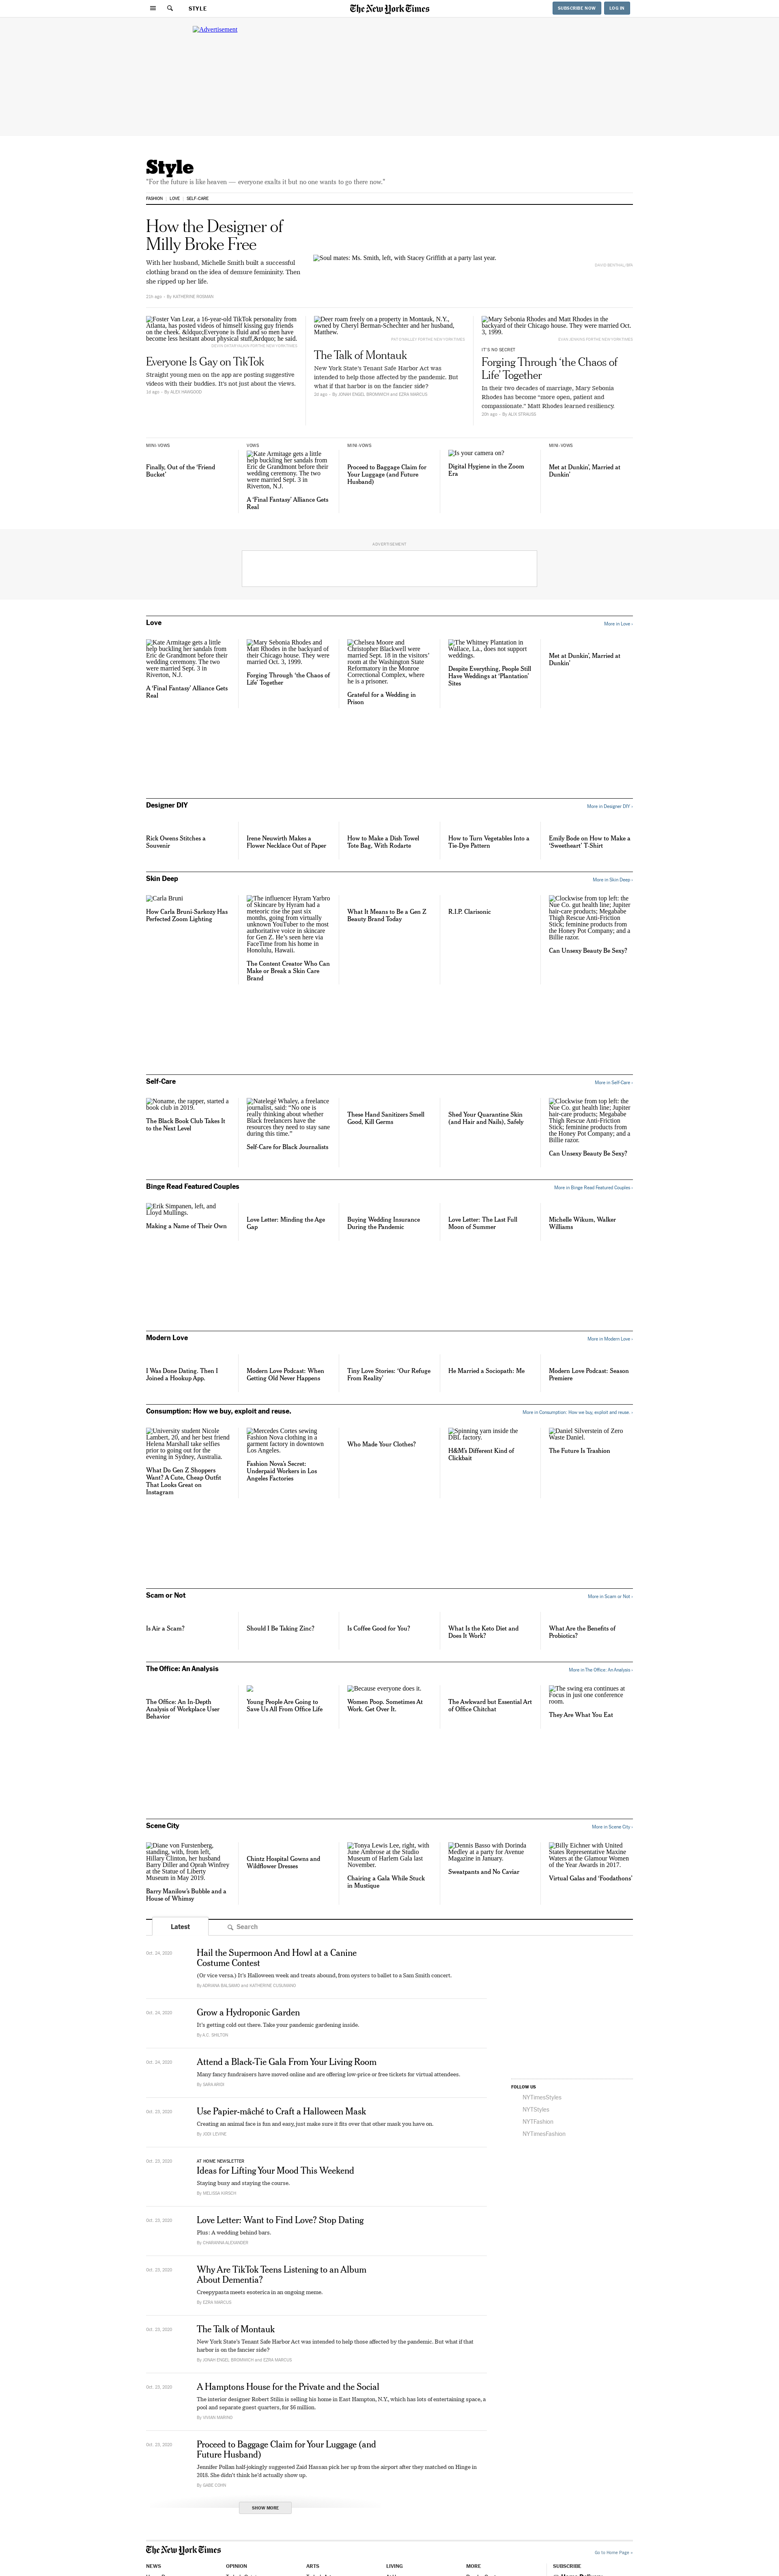 STYLE
The New York Times
SUBSCRIBE NOW
LOG IN
Advertisement
Style
"For the future is like heaven — everyone exalts it but no one wants to go there now."
FASHION
LOVE
SELF-CARE
How the Designer of
Milly Broke Free
With her husband, Michelle Smith built a successful
clothing brand on the idea of demure femininity. Then
she ripped up her life.
22h ago · By KATHERINE ROSMAN
Soul mates: Ms. Smith, left, with Stacey Griffith at a party last year.
Foster Van Lear, a 16-year-old TikTok personality from
Atlanta, has posted videos of himself kissing guy friends
on the cheek. &ldquo;Everyone is fluid and so men have
become less hesitant about physical stuff,&rdquo; he said.
Everyone Is Gay on TikTok
Straight young men on the app are posting suggestive
videos with their buddies. It's not just about the views.
1d ago · By ALEX HAWGOOD
Deer roam freely on a property in Montauk, N.Y.,
owned by Cheryl Berman-Schechter and her husband,
Matthew.
The Talk of Montauk
New York State's Tenant Safe Harbor Act was
intended to help those affected by the pandemic. But
what if that harbor is on the fancier side?
2d ago · By JONAH ENGEL BROMWICH and EZRA MARCUS
Mary Sebonia Rhodes and Matt Rhodes in the
backyard of their Chicago house. They were married Oct.
3, 1999.
IT'S NO SECRET
Forging Through 'the Chaos of
Life' Together
In their two decades of marriage, Mary Sebonia
Rhodes has become "more open, patient and
compassionate." Matt Rhodes learned resiliency.
20h ago · By ALIX STRAUSS
MINI-VOWS
Finally, Out of the 'Friend
Bucket'
VOWS
Kate Armitage gets a little
help buckling her sandals from
Eric de Grandmont before their
wedding ceremony. The two
were married Sept. 3 in
Riverton, N.J.
A 'Final Fantasy' Alliance Gets
Real
MINI-VOWS
Proceed to Baggage Claim for
Your Luggage (and Future
Husband)
Is your camera on?
Digital Hygiene in the Zoom
Era
MINI-VOWS
Met at Dunkin', Married at
Dunkin'
ADVERTISEMENT
Love
More in Love ›
Kate Armitage gets a little
help buckling her sandals from
Eric de Grandmont before their
wedding ceremony. The two
were married Sept. 3 in
Riverton, N.J.
A 'Final Fantasy' Alliance Gets
Real
Mary Sebonia Rhodes and
Matt Rhodes in the backyard of
their Chicago house. They were
married Oct. 3, 1999.
Forging Through 'the Chaos of
Life' Together
Chelsea Moore and
Christopher Blackwell were
married Sept. 18 in the visitors'
room at the Washington State
Reformatory in the Monroe
Correctional Complex, where
he is a prisoner.
Grateful for a Wedding in
Prison
The Whitney Plantation in
Wallace, La., does not support
weddings.
Despite Everything, People Still
Have Weddings at 'Plantation'
Sites
Met at Dunkin', Married at
Dunkin'
Designer DIY
More in Designer DIY ›
Rick Owens Stitches a
Souvenir
Irene Neuwirth Makes a
Flower Necklace Out of Paper
How to Make a Dish Towel
Tote Bag, With Rodarte
How to Turn Vegetables Into a
Tie-Dye Pattern
Emily Bode on How to Make a
'Sweetheart' T-Shirt
Skin Deep
More in Skin Deep ›
Carla Bruni
How Carla Bruni-Sarkozy Has
Perfected Zoom Lighting
The influencer Hyram Yarbro
of Skincare by Hyram had a
meteoric rise the past six
months, going from virtually
unknown YouTuber to the most
authoritative voice in skincare
for Gen Z. He's seen here via
FaceTime from his home in
Honolulu, Hawaii.
The Content Creator Who Can
Make or Break a Skin Care
Brand
What It Means to Be a Gen Z
Beauty Brand Today
R.I.P. Clarisonic
Clockwise from top left: the
Nue Co. gut health line; Jupiter
hair-care products; Megababe
Thigh Rescue Anti-Friction
Stick; feminine products from
the Honey Pot Company; and a
Billie razor.
Can Unsexy Beauty Be Sexy?
Self-Care
More in Self-Care ›
Noname, the rapper, started a
book club in 2019.
The Black Book Club Takes It
to the Next Level
Natelegé Whaley, a freelance
journalist, said: "No one is
really thinking about whether
Black freelancers have the
resources they need to stay sane
during this time."
Self-Care for Black Journalists
These Hand Sanitizers Smell
Good, Kill Germs
Shed Your Quarantine Skin
(and Hair and Nails), Safely
Clockwise from top left: the
Nue Co. gut health line; Jupiter
hair-care products; Megababe
Thigh Rescue Anti-Friction
Stick; feminine products from
the Honey Pot Company; and a
Billie razor.
Can Unsexy Beauty Be Sexy?
Binge Read Featured Couples
More in Binge Read Featured Couples ›
Erik Simpanen, left, and
Lloyd Mullings.
Making a Name of Their Own
Love Letter: Minding the Age
Gap
Buying Wedding Insurance
During the Pandemic
Love Letter: The Last Full
Moon of Summer
Michelle Wikum, Walker
Williams
Modern Love
More in Modern Love ›
I Was Done Dating. Then I
Joined a Hookup App.
Modern Love Podcast: When
Getting Old Never Happens
Tiny Love Stories: 'Our Refuge
From Reality'
He Married a Sociopath: Me
Modern Love Podcast: Season
Premiere
Consumption: How we buy, exploit and reuse.
More in Consumption: How we buy, exploit and reuse. ›
University student Nicole
Lambert, 20, and her best friend
Helena Marshall take selfies
prior to going out for the
evening in Sydney, Australia.
What Do Gen Z Shoppers
Want? A Cute, Cheap Outfit
That Looks Great on
Instagram
Mercedes Cortes sewing
Fashion Nova clothing in a
garment factory in downtown
Los Angeles.
Fashion Nova's Secret:
Underpaid Workers in Los
Angeles Factories
Who Made Your Clothes?
Spinning yarn inside the
DBL factory.
H&M's Different Kind of
Clickbait
Daniel Silverstein of Zero
Waste Daniel.
The Future Is Trashion
Scam or Not
More in Scam or Not ›
Is Air a Scam?
Should I Be Taking Zinc?
Is Coffee Good for You?
What Is the Keto Diet and
Does It Work?
What Are the Benefits of
Probiotics?
The Office: An Analysis
More in The Office: An Analysis ›
The Office: An In-Depth
Analysis of Workplace User
Behavior
Young People Are Going to
Save Us All From Office Life
Because everyone does it.
Women Poop. Sometimes At
Work. Get Over It.
The Awkward but Essential Art
of Office Chitchat
The swing era continues at
Focus in just one conference
room.
They Are What You Eat
Scene City
More in Scene City ›
Diane von Furstenberg,
standing, with, from left,
Hillary Clinton, her husband
Barry Diller and Oprah Winfrey
at the Statue of Liberty
Museum in May 2019.
Barry Manilow's Bubble and a
House of Whimsy
Chintz Hospital Gowns and
Wildflower Dresses
Tonya Lewis Lee, right, with
June Ambrose at the Studio
Museum of Harlem Gala last
November.
Chairing a Gala While Stuck
in Mustique
Dennis Basso with Dorinda
Medley at a party for Avenue
Magazine in January.
Sweatpants and No Caviar
Billy Eichner with United
States Representative Maxine
Waters at the Glamour Women
of the Year Awards in 2017.
Virtual Galas and 'Foodathons'
Latest
Search
Oct. 24, 2020
Hail the Supermoon And Howl at a Canine
Costume Contest
(Or vice versa.) It's Halloween week and treats abound, from oysters to ballet to a Sam Smith concert.
By ADRIANA BALSAMO and KATHERINE CUSUMANO
Oct. 24, 2020
Grow a Hydroponic Garden
It's getting cold out there. Take your pandemic gardening inside.
By A.C. SHILTON
Oct. 24, 2020
Attend a Black-Tie Gala From Your Living Room
Many fancy fundraisers have moved online and are offering low-price or free tickets for virtual attendees.
By SARA ARIDI
Oct. 23, 2020
Use Papier-mâché to Craft a Halloween Mask
Creating an animal face is fun and easy, just make sure it fits over that other mask you have on.
By JODI LEVINE
Oct. 23, 2020
AT HOME NEWSLETTER
Ideas for Lifting Your Mood This Weekend
Staying busy and staying the course.
By MELISSA KIRSCH
Oct. 23, 2020
Love Letter: Want to Find Love? Stop Dating
Plus: A wedding behind bars.
By CHARANNA ALEXANDER
Oct. 23, 2020
Why Are TikTok Teens Listening to an Album
About Dementia?
Creepypasta meets esoterica in an ongoing meme.
By EZRA MARCUS
Oct. 23, 2020
The Talk of Montauk
New York State's Tenant Safe Harbor Act was intended to help those affected by the pandemic. But what if that
harbor is on the fancier side?
By JONAH ENGEL BROMWICH and EZRA MARCUS
Oct. 23, 2020
A Hamptons House for the Private and the Social
The interior designer Robert Stilin is selling his home in East Hampton, N.Y., which has lots of entertaining space, a
pool and separate guest quarters, for $6 million.
By VIVIAN MARINO
Oct. 23, 2020
Proceed to Baggage Claim for Your Luggage (and
Future Husband)
Jennifer Pollan half-jokingly suggested Zaid Hassan pick her up from the airport after they matched on Hinge in
2018. She didn't think he'd actually show up.
By GABE COHN
SHOW MORE
FOLLOW US
NYTimesStyles
NYTStyles
NYTFashion
NYTimesFashion
The New York Times
Go to Home Page »
NEWS
OPINION
ARTS
LIVING
MORE
SUBSCRIBE